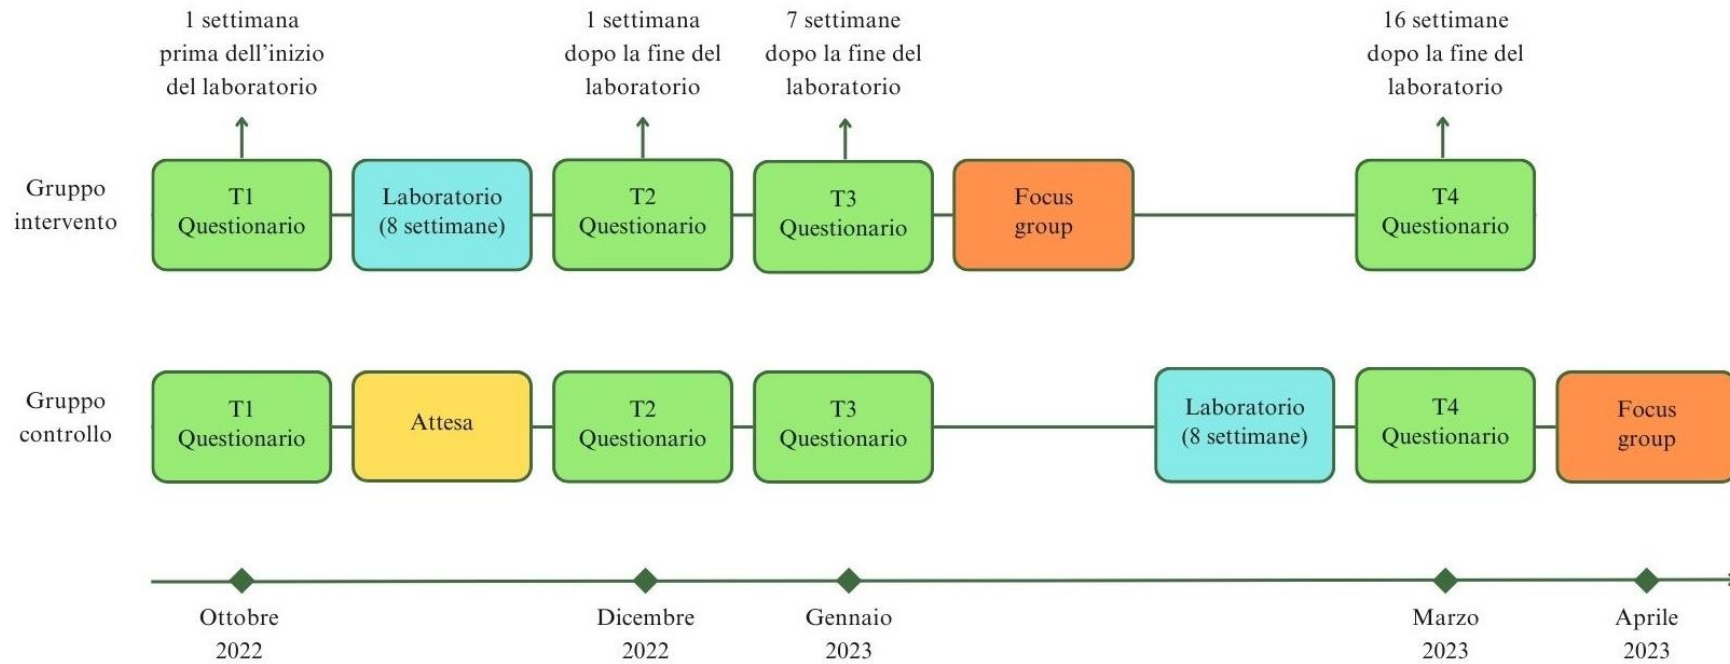 1 settimana
prima dell'inizio
del laboratorio
1 settimana
dopo la fine del
laboratorio
7 settimane
dopo la fine del
laboratorio
16 settimane
dopo la fine del
laboratorio
Gruppo
intervento
T1
Questionario
Laboratorio
(8 settimane)
T2
Questionario
T3
Questionario
Focus
group
T4
Questionario
Gruppo
controllo
T1
Questionario
Attesa
T2
Questionario
T3
Questionario
Laboratorio
(8 settimane)
T4
Questionario
Focus
group
Ottobre
2022
Dicembre
2022
Gennaio
2023
Marzo
2023
Aprile
2023